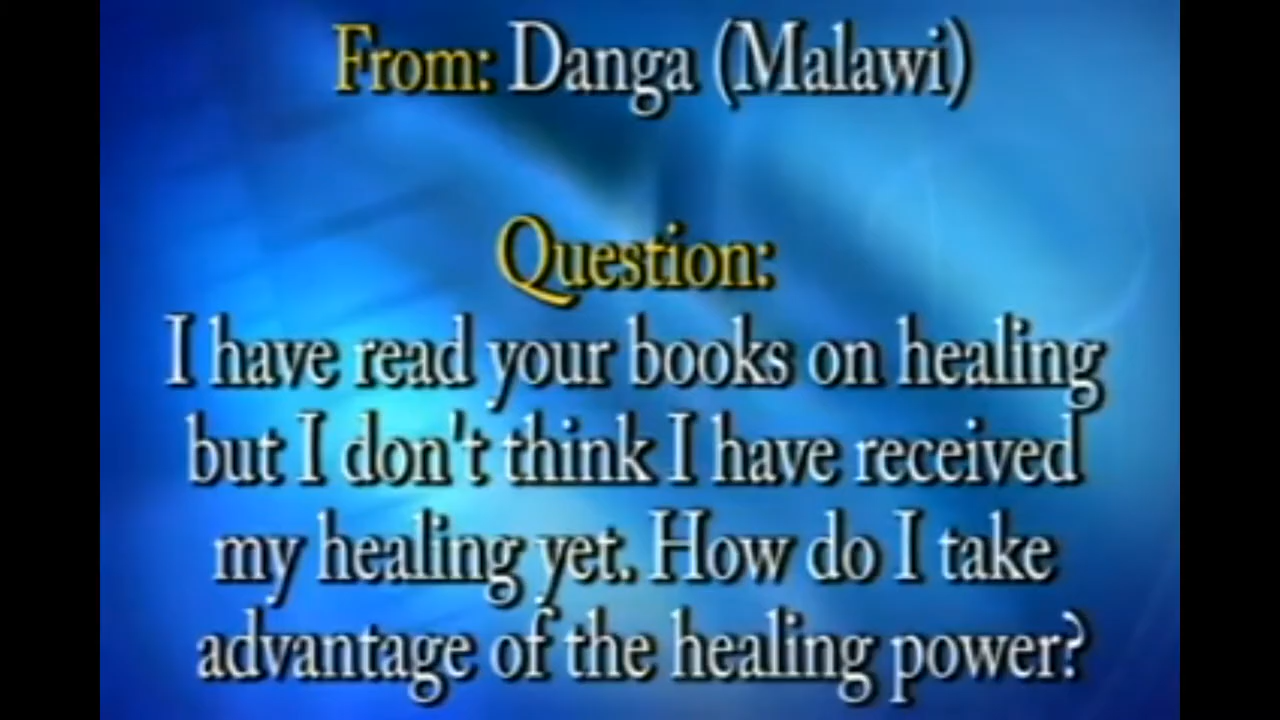 From: Danga (Malawi)
Question:
I have read your books on healing
but I don't think I have received
my healing yet. How do I take
advantage of the healing power?